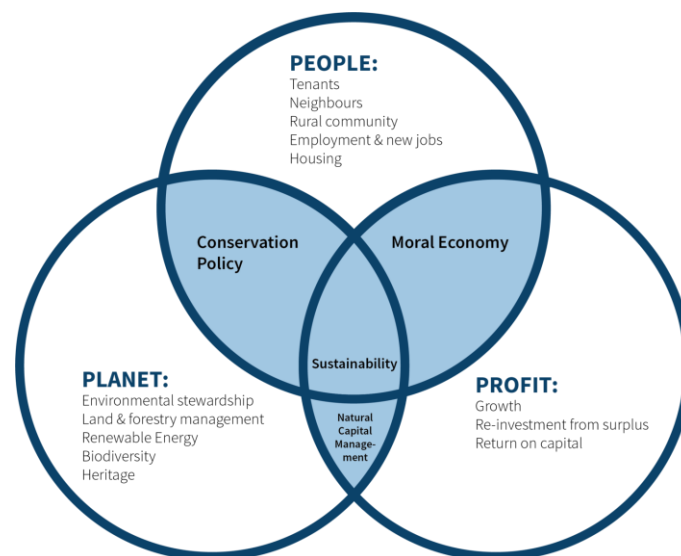 PEOPLE:
Tenants
Neighbours
Rural community
Employment & new jobs
Housing
Conservation
Policy
Moral Economy
Sustainability
PLANET:
Environmental stewardship
Land & forestry management
Renewable Energy
Biodiversity
Heritage
Natural
Capital
Manage-
ment
PROFIT:
Growth
Re-investment from surplus
Return on capital